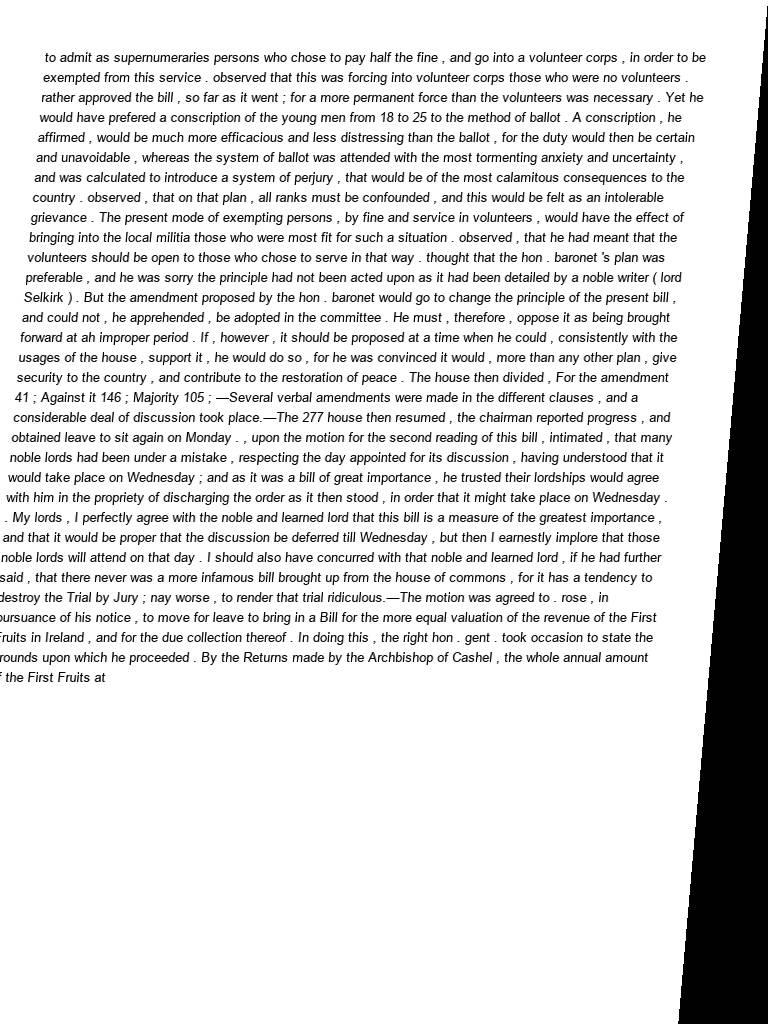 to admit as supernumeraries persons who chose to pay half the fine , and go into a volunteer corps , in order to be
exempted from this service . observed that this was forcing into volunteer corps those who were no volunteers .
rather approved the bill , so far as it went ; for a more permanent force than the volunteers was necessary . Yet he
would have prefered a conscription of the young men from 18 to 25 to the method of ballot . A conscription , he
affirmed , would be much more efficacious and less distressing than the ballot , for the duty would then be certain
and unavoidable , whereas the system of ballot was attended with the most tormenting anxiety and uncertainty ,
and was calculated to introduce a system of perjury , that would be of the most calamitous consequences to the
country . observed , that on that plan , all ranks must be confounded , and this would be felt as an intolerable
grievance . The present mode of exempting persons , by fine and service in volunteers , would have the effect of
bringing into the local militia those who were most fit for such a situation . observed , that he had meant that the
volunteers should be open to those who chose to serve in that way . thought that the hon . baronet 's plan was
preferable , and he was sorry the principle had not been acted upon as it had been detailed by a noble writer ( lord
Selkirk ) . But the amendment proposed by the hon . baronet would go to change the principle of the present bill ,
and could not , he apprehended , be adopted in the committee . He must , therefore , oppose it as being brought
forward at ah improper period . If , however , it should be proposed at a time when he could , consistently with the
usages of the house , support it , he would do so , for he was convinced it would , more than any other plan , give
security to the country , and contribute to the restoration of peace . The house then divided , For the amendment
41 ; Against it 146 ; Majority 105 ; —Several verbal amendments were made in the different clauses , and a
considerable deal of discussion took place.—The 277 house then resumed , the chairman reported progress , and
obtained leave to sit again on Monday . , upon the motion for the second reading of this bill , intimated , that many
noble lords had been under a mistake , respecting the day appointed for its discussion , having understood that it
would take place on Wednesday ; and as it was a bill of great importance , he trusted their lordships would agree
with him in the propriety of discharging the order as it then stood , in order that it might take place on Wednesday .
. My lords , I perfectly agree with the noble and learned lord that this bill is a measure of the greatest importance ,
and that it would be proper that the discussion be deferred till Wednesday , but then I earnestly implore that those
noble lords will attend on that day . I should also have concurred with that noble and learned lord , if he had further
said , that there never was a more infamous bill brought up from the house of commons , for it has a tendency to
destroy the Trial by Jury ; nay worse , to render that trial ridiculous.—The motion was agreed to . rose , in
pursuance of his notice , to move for leave to bring in a Bill for the more equal valuation of the revenue of the First
Fruits in Ireland , and for the due collection thereof . In doing this , the right hon . gent . took occasion to state the
rounds upon which he proceeded . By the Returns made by the Archbishop of Cashel , the whole annual amount
f the First Fruits at